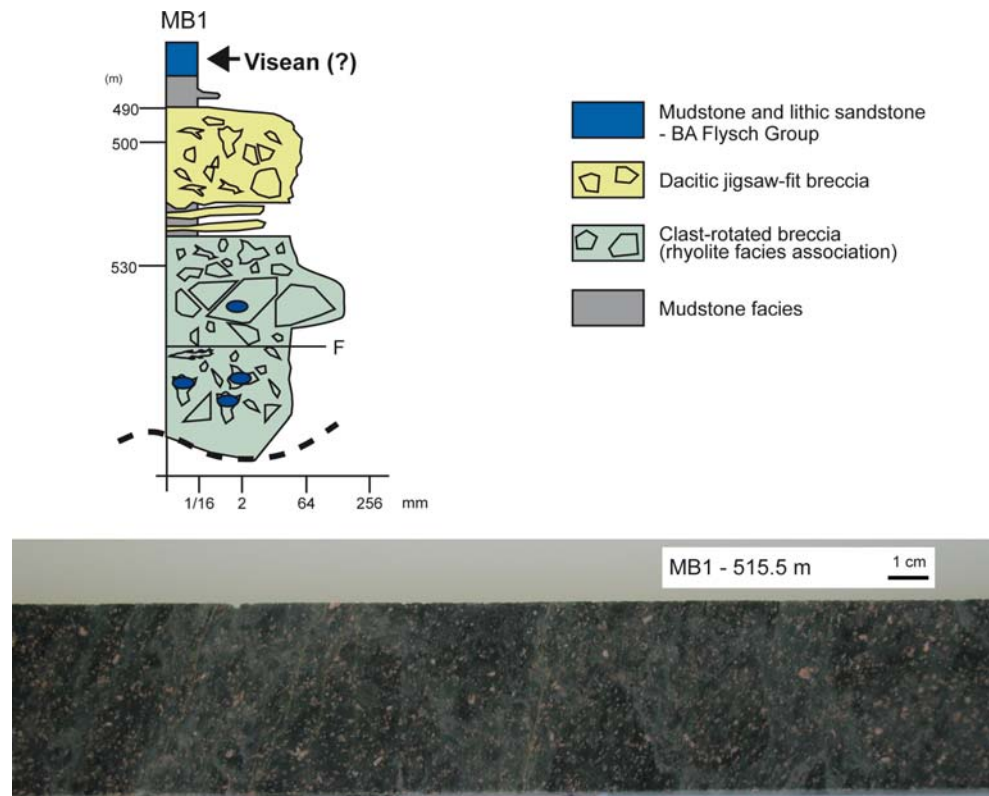 MB1
Visean (?)
(m)
490
500
530
F
1/16 2 64 256 mm
Mudstone and lithic sandstone
- BA Flysch Group
Dacitic jigsaw-fit breccia
Clast-rotated breccia
(rhyolite facies association)
Mudstone facies
MB1 - 515.5 m
1 cm